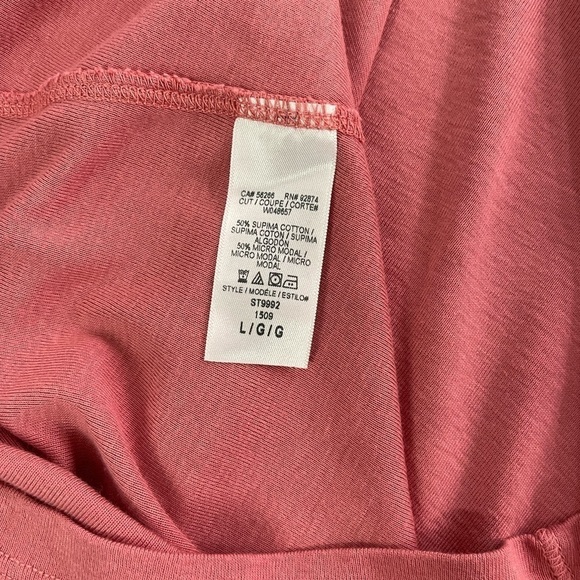 CA# 56266 RN# 92874
CUT / COUPE / CORTE#
W048657
50% SUPIMA COTTON /
SUPIMA COTTON / SUPIMA
ALGODON
50% MICRO MODAL /
MICRO MODAL / MICRO
MODAL
STYLE / MODÈLE / ESTILO#
ST9992
1509
L / G / G